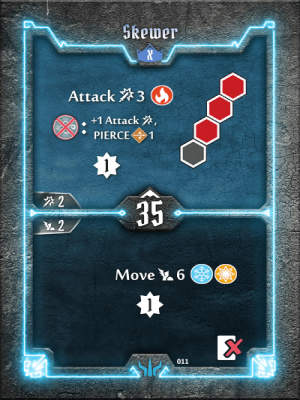 Skewer
X
Attack 3
: +1 Attack ,
PIERCE 1
1
2
35
2
Move 6
1
011